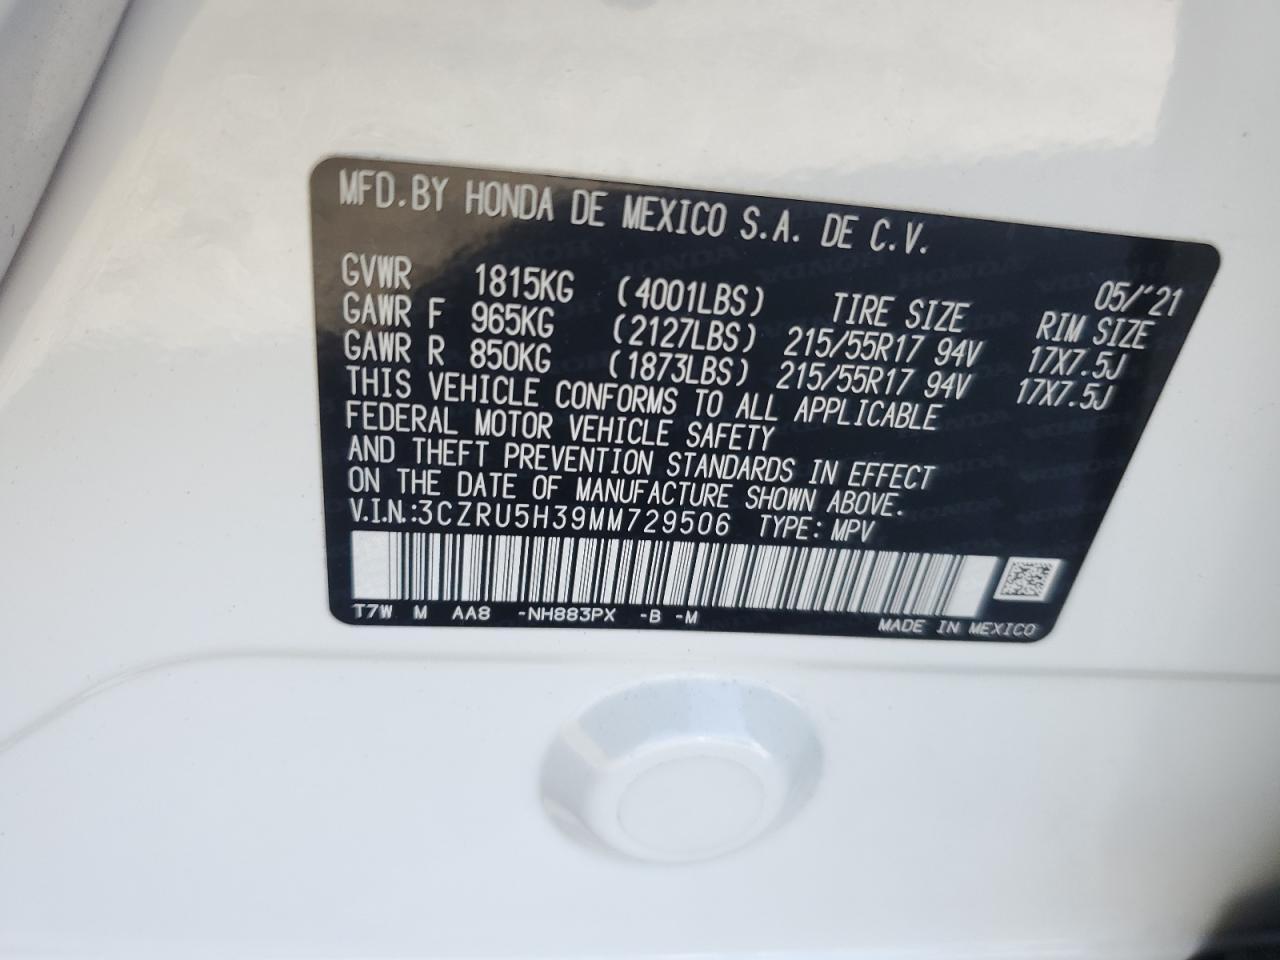 MFD.BY HONDA DE MEXICO S.A. DE C.V.
05/'21
GVWR 1815KG (4001LBS) TIRE SIZE RIM SIZE
GAWR F 965KG (2127LBS) 215/55R17 94V 17X7.5J
GAWR R 850KG (1873LBS) 215/55R17 94V 17X7.5J
THIS VEHICLE CONFORMS TO ALL APPLICABLE
FEDERAL MOTOR VEHICLE SAFETY
AND THEFT PREVENTION STANDARDS IN EFFECT
ON THE DATE OF MANUFACTURE SHOWN ABOVE.
V.I.N.:3CZRU5H39MM729506 TYPE: MPV
T7W M AA8 -NH883PX -B -M
MADE IN MEXICO